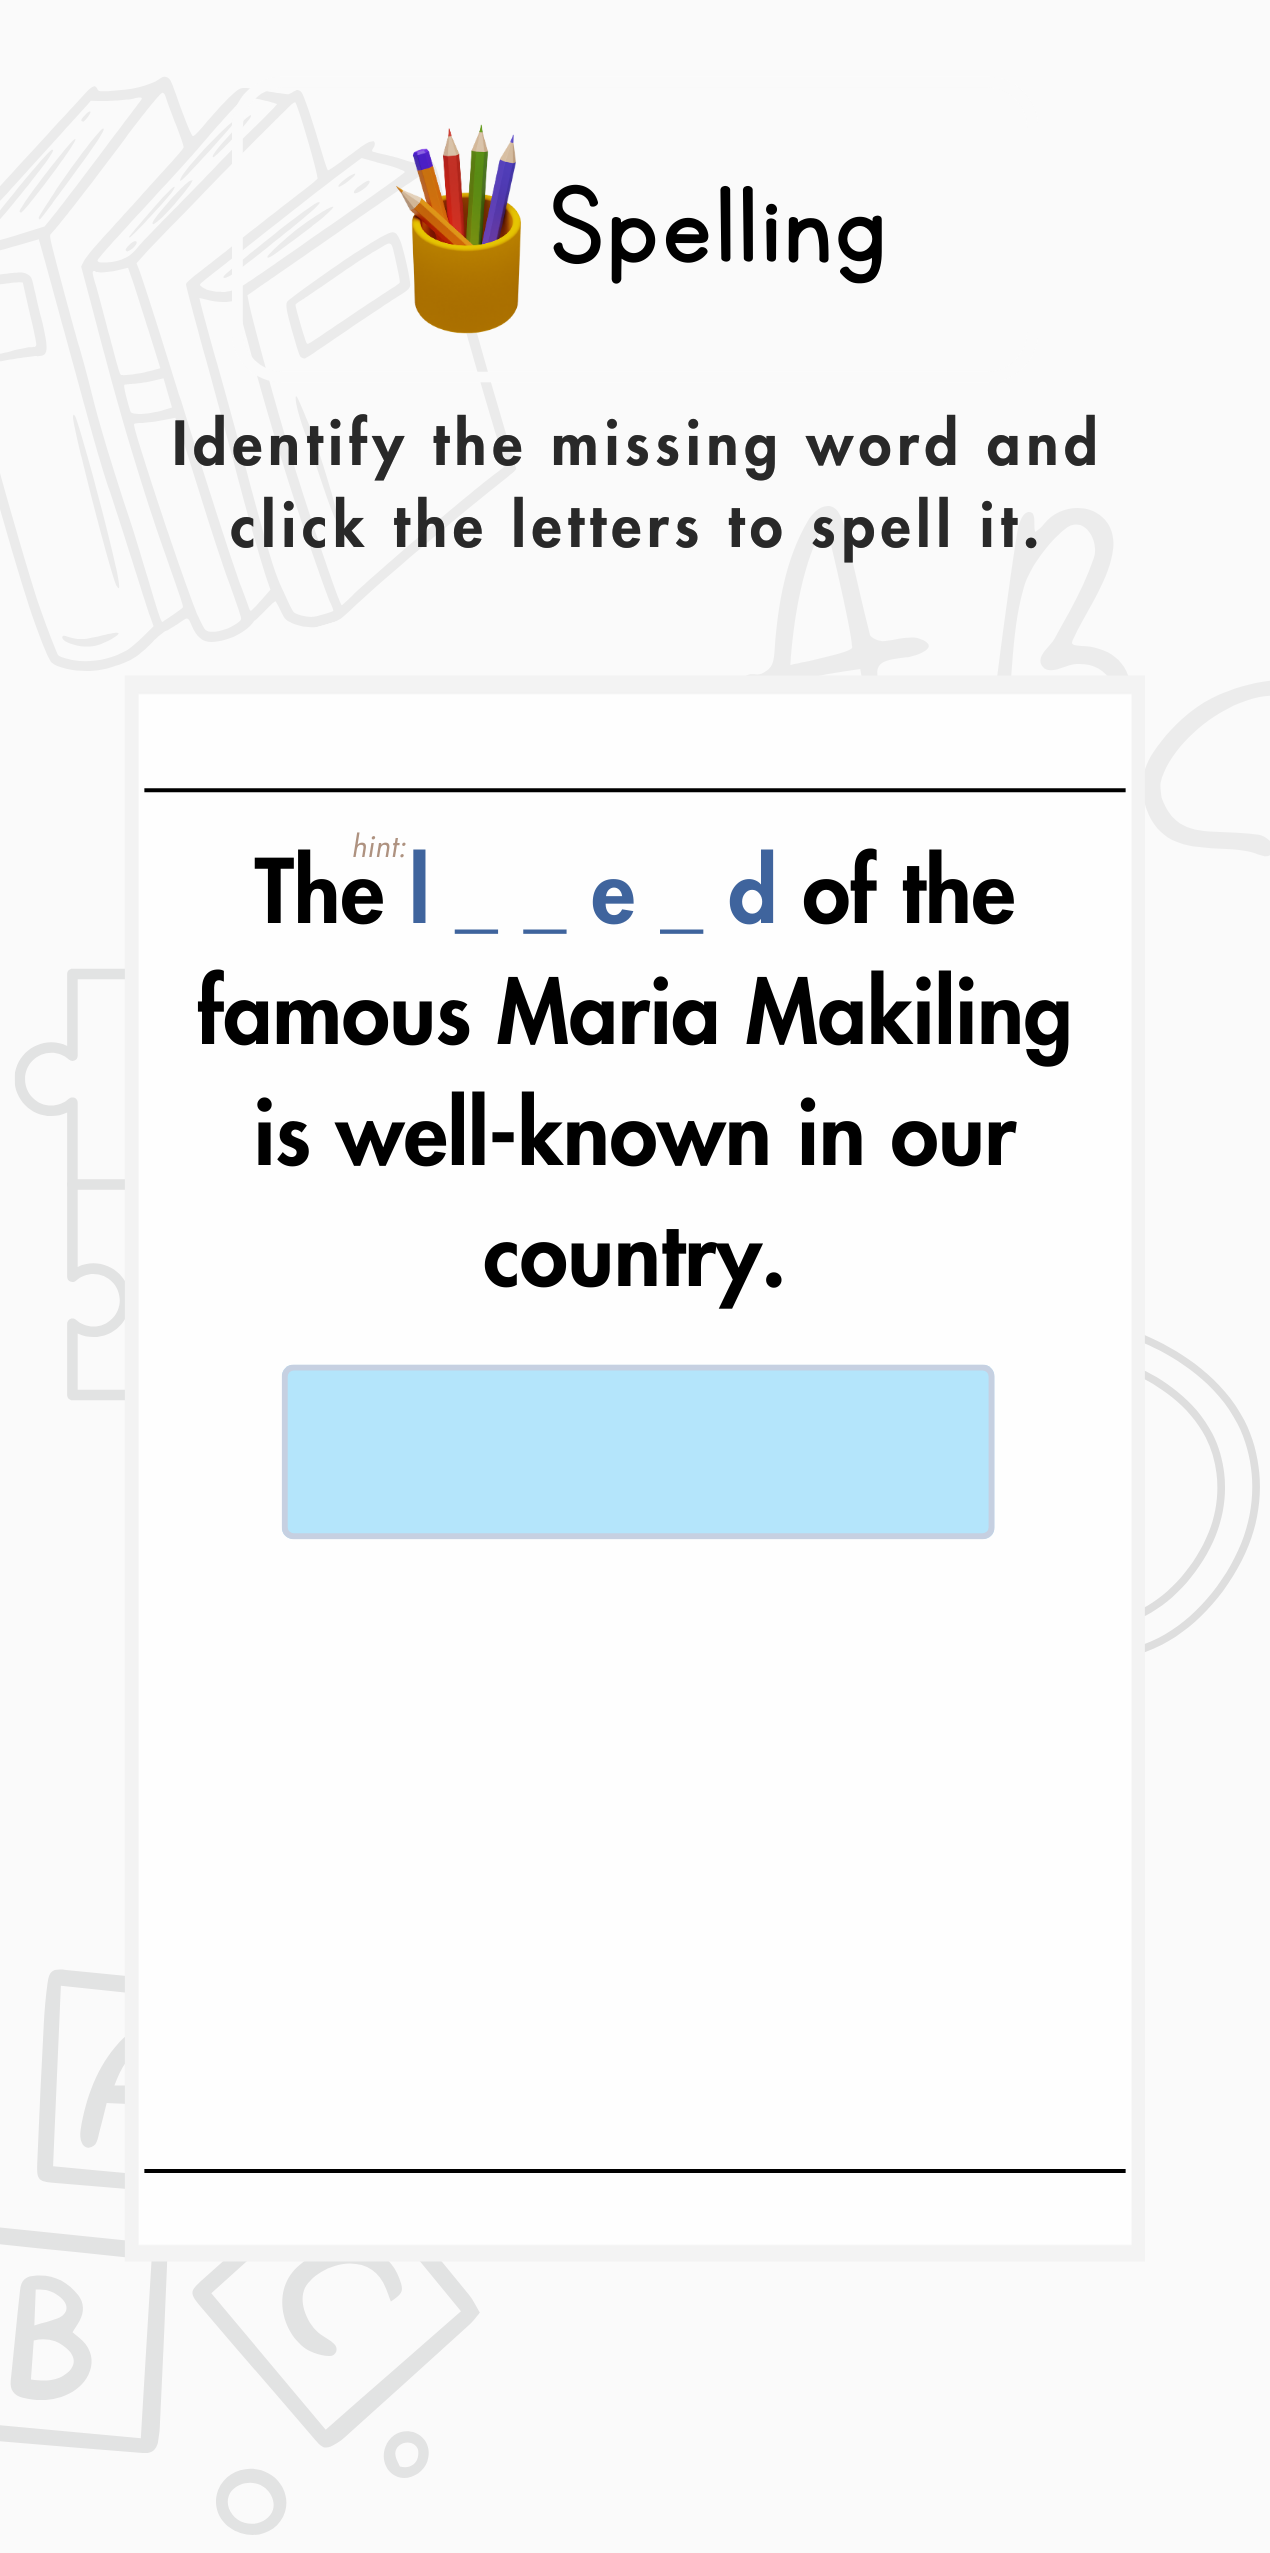 Spelling
Identify the missing word and
click the letters to spell it.
hint:
The l _ _ e _ d of the
famous Maria Makiling
is well-known in our
country.
A B
A
B
C